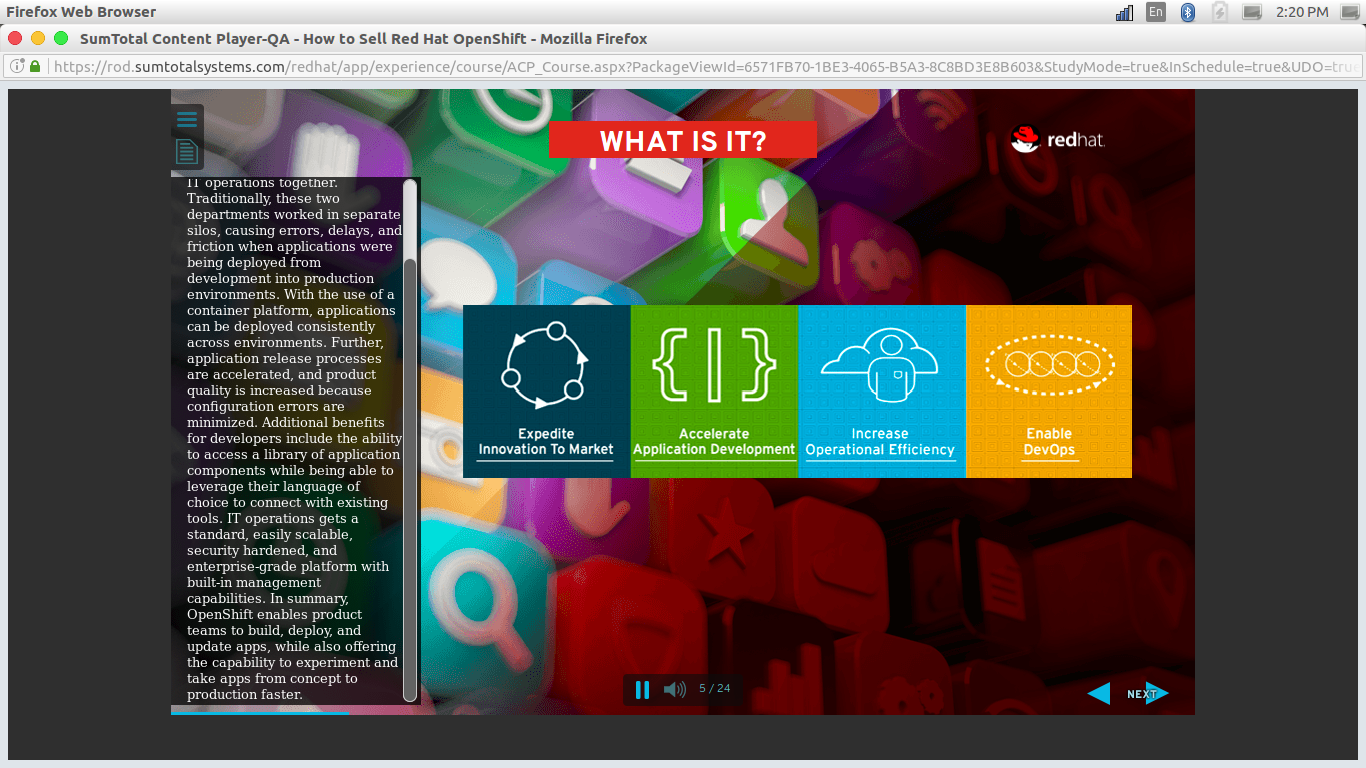 Firefox Web Browser
En
2:20 PM
SumTotal Content Player-QA - How to Sell Red Hat OpenShift - Mozilla Firefox
https://rod.sumtotalsystems.com/redhat/app/experience/course/ACP_Course.aspx?PackageViewId=6571FB70-1BE3-4065-B5A3-8C8BD3E8B603&StudyMode=true&InSchedule=true&UDO=true
WHAT IS IT?
redhat.
IT operations together.
Traditionally, these two
departments worked in separate
silos, causing errors, delays, and
friction when applications were
being deployed from
development into production
environments. With the use of a
container platform, applications
can be deployed consistently
across environments. Further,
application release processes
are accelerated, and product
quality is increased because
configuration errors are
minimized. Additional benefits
for developers include the ability
to access a library of application
components while being able to
leverage their language of
choice to connect with existing
tools. IT operations gets a
standard, easily scalable,
security hardened, and
enterprise-grade platform with
built-in management
capabilities. In summary,
OpenShift enables product
teams to build, deploy, and
update apps, while also offering
the capability to experiment and
take apps from concept to
production faster.
Expedite
Innovation To Market
Accelerate
Application Development
Increase
Operational Efficiency
Enable
DevOps
5 / 24
NEXT